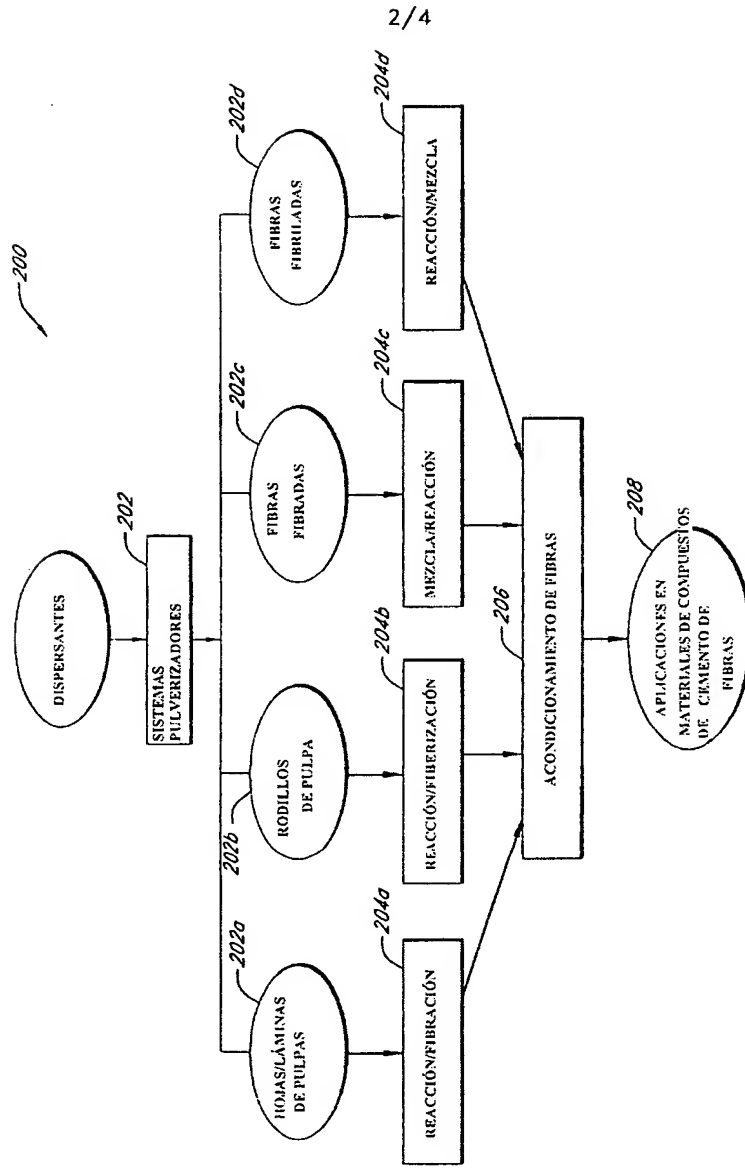 2/4
200
DISPERSANTES
202
SISTEMAS
PULVERIZADORES
202a
HOJAS/LÁMINAS
DE PULPAS
202b
RODILLOS
DE PULPA
202c
FIBRAS
FIBRADAS
202d
FIBRAS
FIBRILADAS
204a
REACCIÓN/FIBRACIÓN
204b
REACCIÓN/FIBERIZACIÓN
204c
MEZCLA/REACCIÓN
204d
REACCIÓN/MEZCLA
206
ACONDICIONAMIENTO DE FIBRAS
208
APLICACIONES EN
MATERIALES DE COMPUESTOS
DE CEMENTO DE
FIBRAS